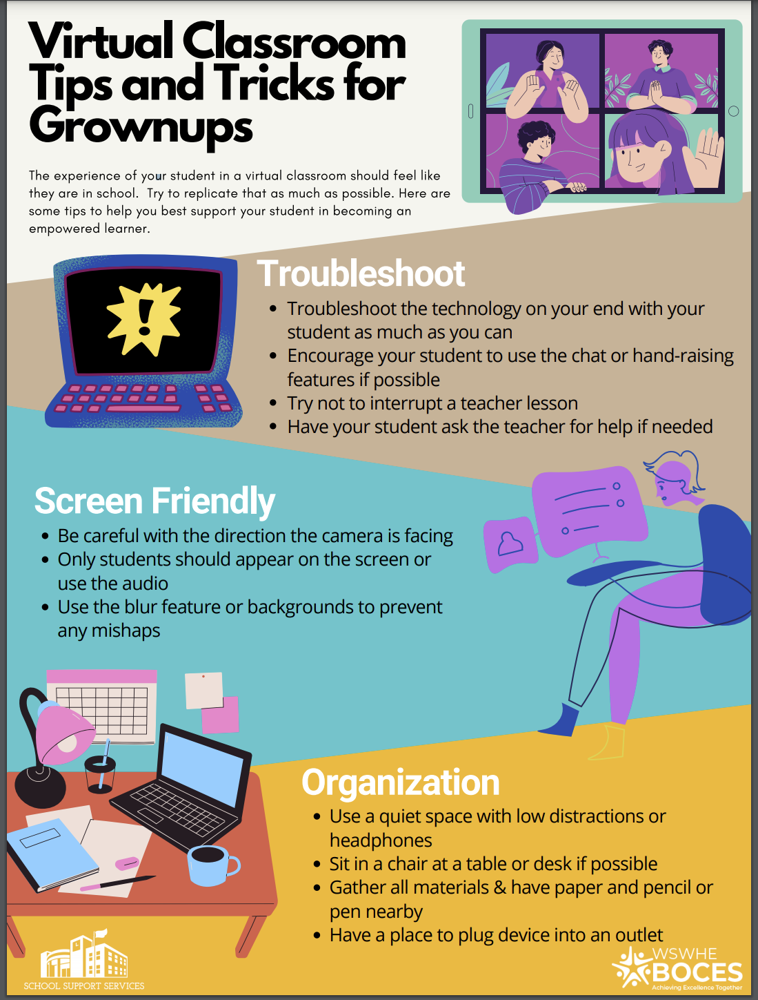 Virtual Classroom
Tips and Tricks for
Grownups
The experience of your student in a virtual classroom should feel like
they are in school.  Try to replicate that as much as possible. Here are
some tips to help you best support your student in becoming an
empowered learner.
Troubleshoot
• Troubleshoot the technology on your end with your
student as much as you can
• Encourage your student to use the chat or hand-raising
features if possible
• Try not to interrupt a teacher lesson
• Have your student ask the teacher for help if needed
Screen Friendly
• Be careful with the direction the camera is facing
• Only students should appear on the screen or
use the audio
• Use the blur feature or backgrounds to prevent
any mishaps
Organization
• Use a quiet space with low distractions or
headphones
• Sit in a chair at a table or desk if possible
• Gather all materials & have paper and pencil or
pen nearby
• Have a place to plug device into an outlet
SCHOOL SUPPORT SERVICES
WSWHE
BOCES
Achieving Excellence Together